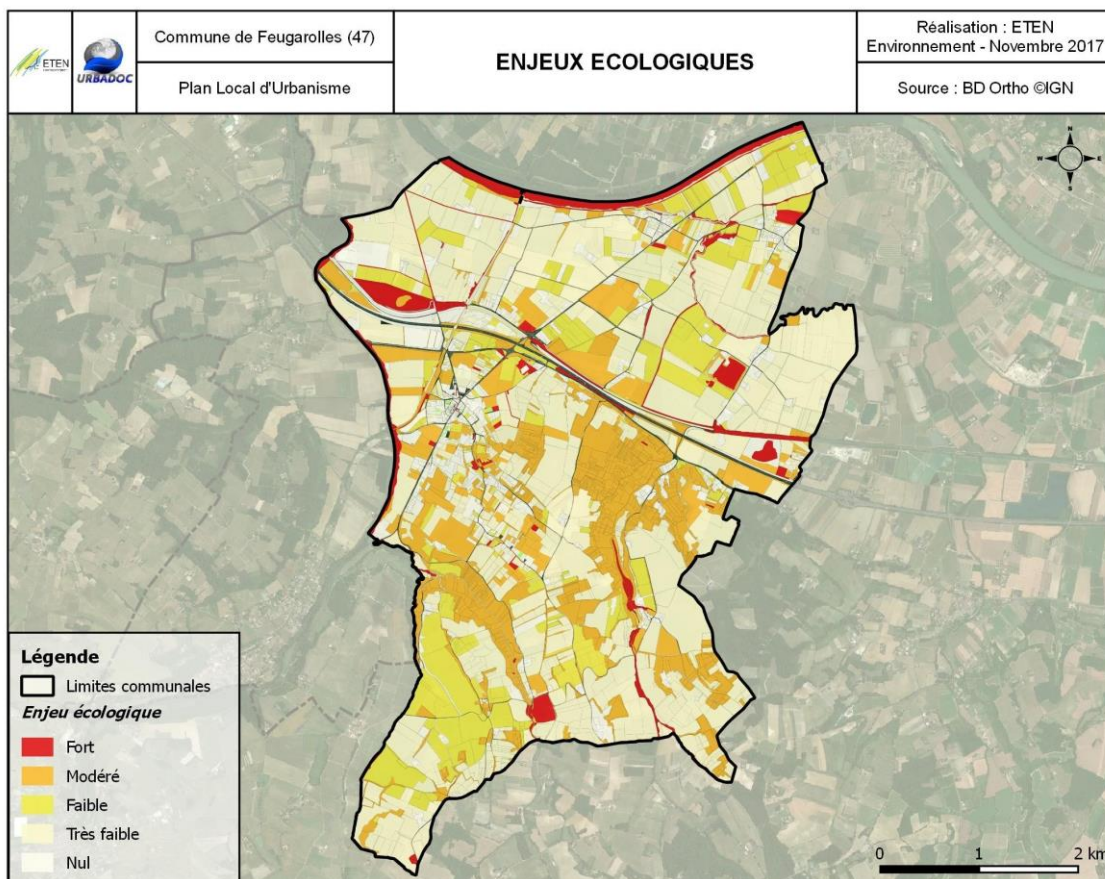 ETEN
URBADOC
Commune de Feugarolles (47)
Plan Local d'Urbanisme
ENJEUX ECOLOGIQUES
Réalisation : ETEN
Environnement - Novembre 2017
Source : BD Ortho ©IGN
N
W
E
S
Légende
Limites communales
Enjeu écologique
Fort
Modéré
Faible
Très faible
Nul
0 1 2 km